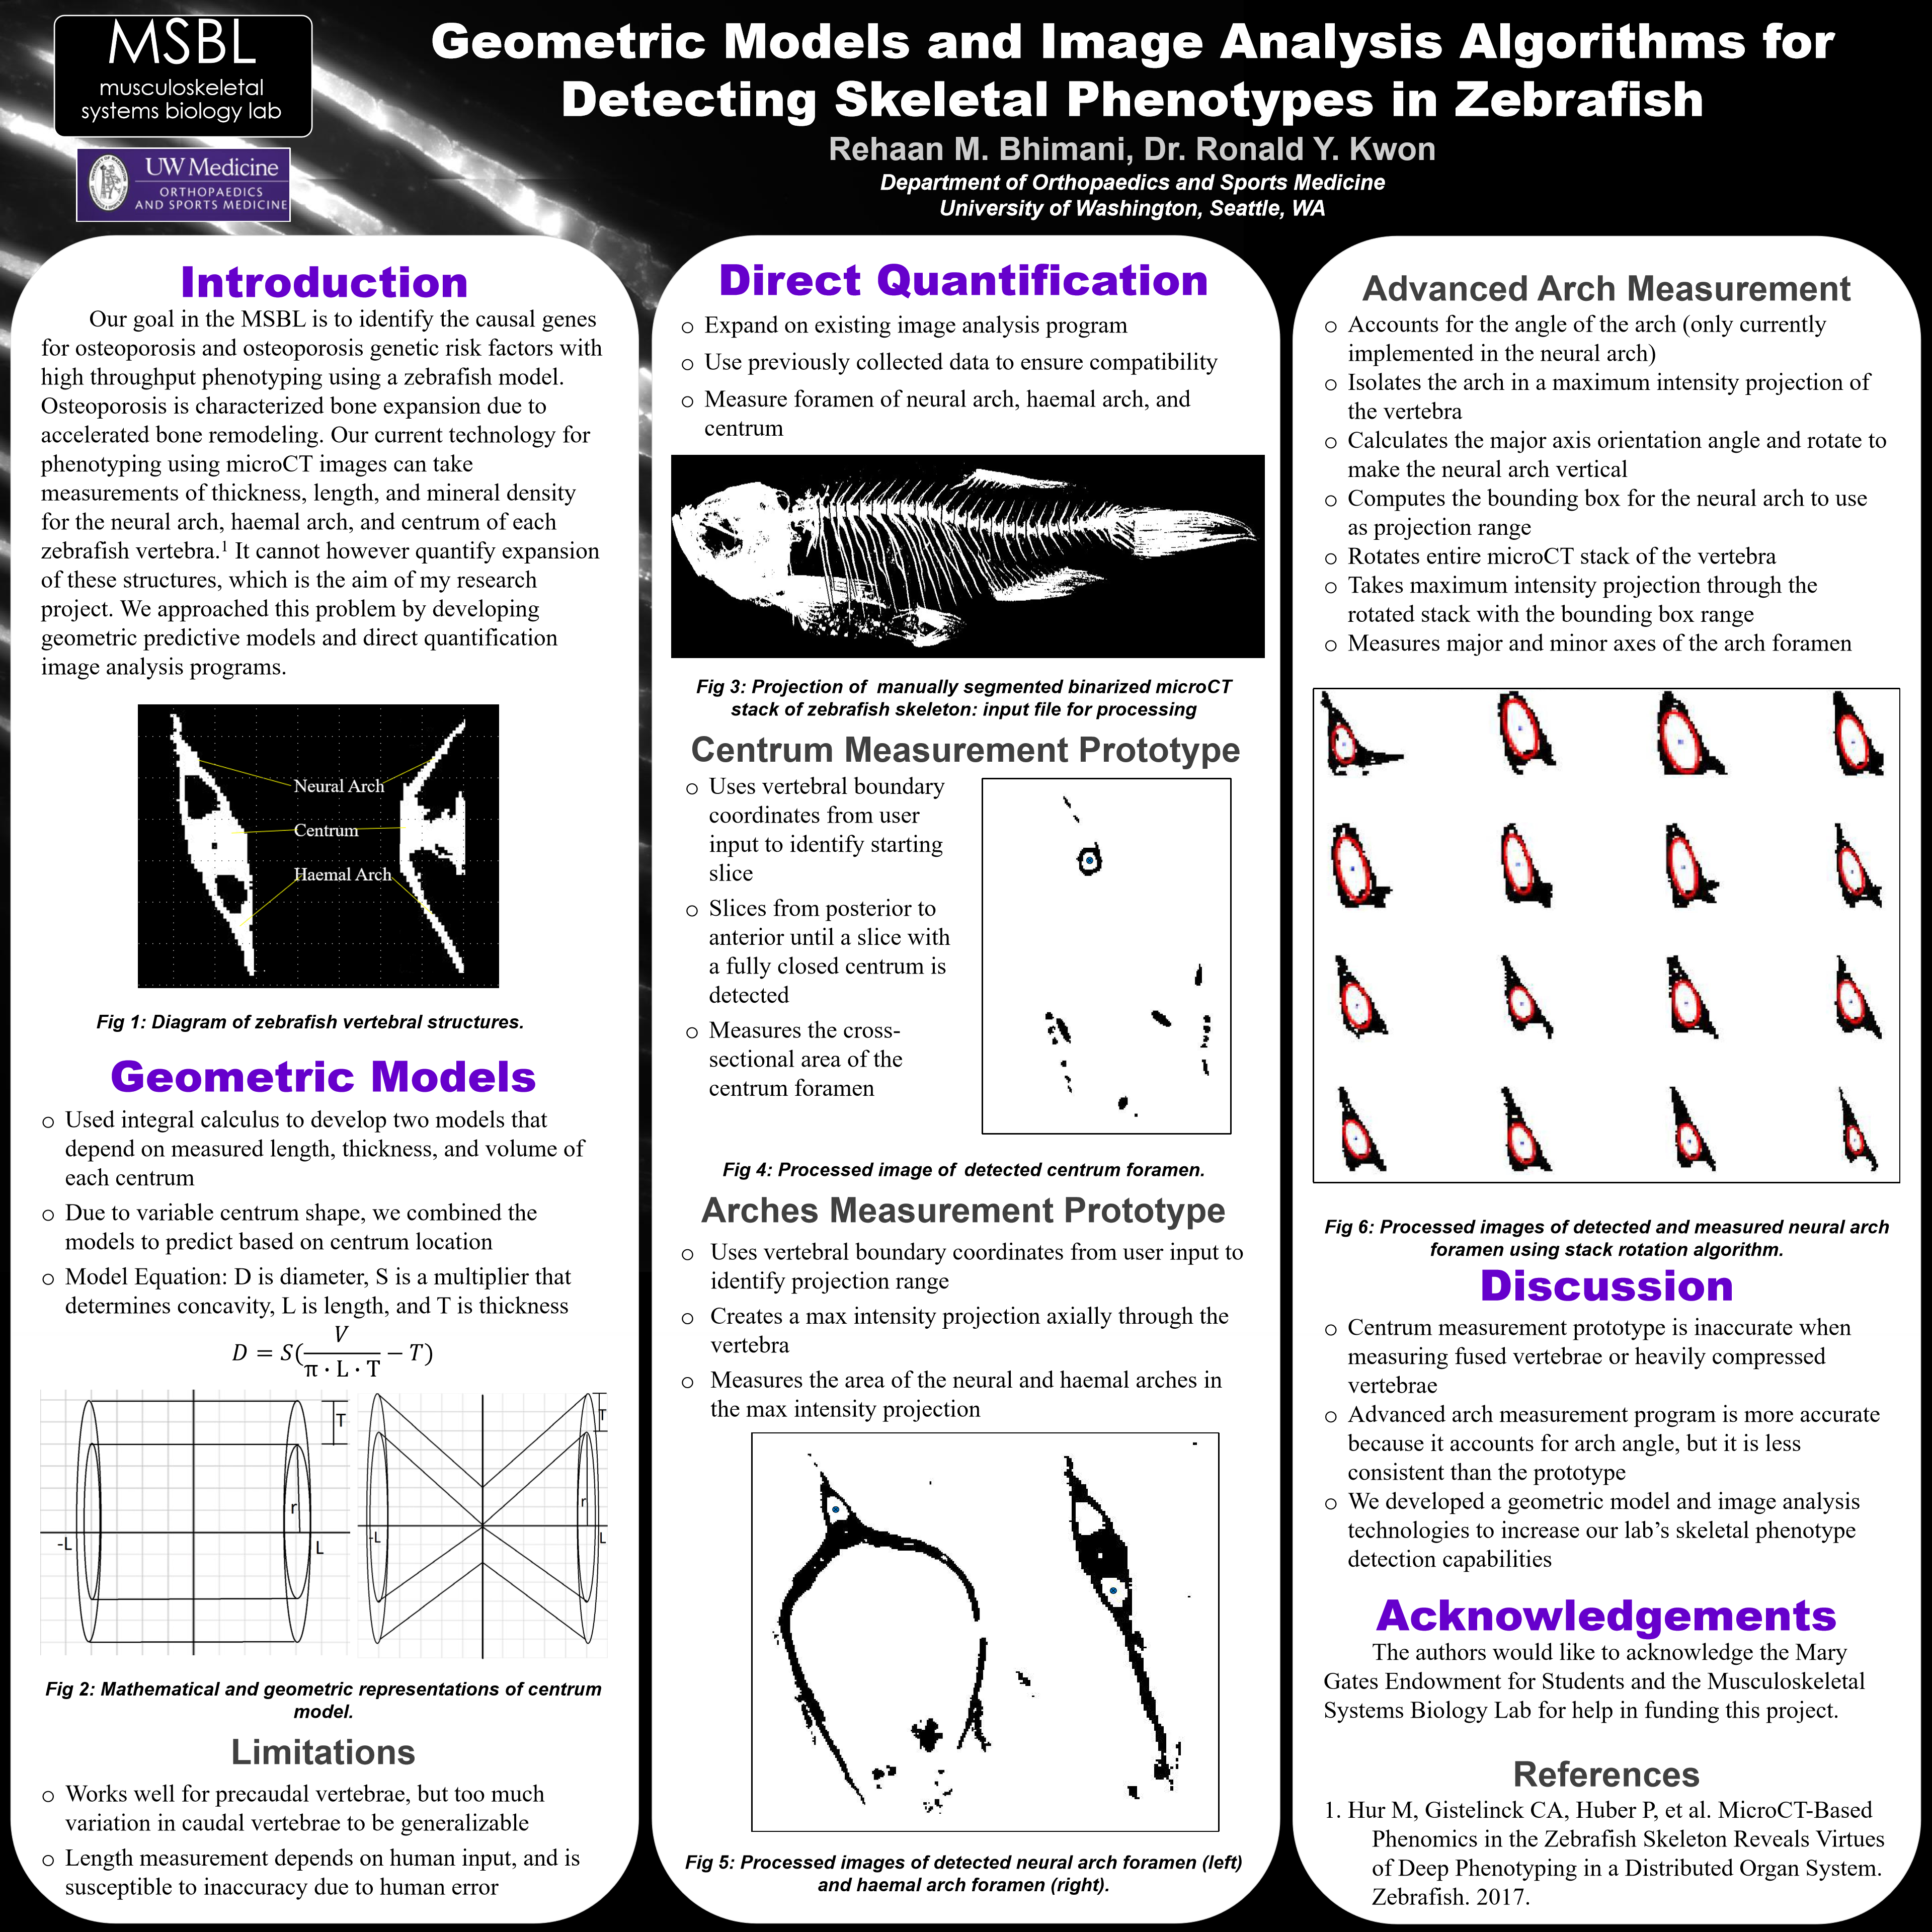 MSBL
musculoskeletal
systems biology lab
UW Medicine
ORTHOPAEDICS
AND SPORTS MEDICINE
Geometric Models and Image Analysis Algorithms for
Detecting Skeletal Phenotypes in Zebrafish
Rehaan M. Bhimani, Dr. Ronald Y. Kwon
Department of Orthopaedics and Sports Medicine
University of Washington, Seattle, WA
Introduction
Our goal in the MSBL is to identify the causal genes
for osteoporosis and osteoporosis genetic risk factors with
high throughput phenotyping using a zebrafish model.
Osteoporosis is characterized bone expansion due to
accelerated bone remodeling. Our current technology for
phenotyping using microCT images can take
measurements of thickness, length, and mineral density
for the neural arch, haemal arch, and centrum of each
zebrafish vertebra.¹ It cannot however quantify expansion
of these structures, which is the aim of my research
project. We approached this problem by developing
geometric predictive models and direct quantification
image analysis programs.
Neural Arch
Centrum
Haemal Arch
Fig 1: Diagram of zebrafish vertebral structures.
Geometric Models
o Used integral calculus to develop two models that
depend on measured length, thickness, and volume of
each centrum
o Due to variable centrum shape, we combined the
models to predict based on centrum location
o Model Equation: D is diameter, S is a multiplier that
determines concavity, L is length, and T is thickness
D = S(V / π · L · T − T)
T
r
-L
L
T
r
-L
L
Fig 2: Mathematical and geometric representations of centrum
model.
Limitations
o Works well for precaudal vertebrae, but too much
variation in caudal vertebrae to be generalizable
o Length measurement depends on human input, and is
susceptible to inaccuracy due to human error
Direct Quantification
o Expand on existing image analysis program
o Use previously collected data to ensure compatibility
o Measure foramen of neural arch, haemal arch, and
centrum
Fig 3: Projection of manually segmented binarized microCT
stack of zebrafish skeleton: input file for processing
Centrum Measurement Prototype
o Uses vertebral boundary
coordinates from user
input to identify starting
slice
o Slices from posterior to
anterior until a slice with
a fully closed centrum is
detected
o Measures the cross-
sectional area of the
centrum foramen
Fig 4: Processed image of detected centrum foramen.
Arches Measurement Prototype
o Uses vertebral boundary coordinates from user input to
identify projection range
o Creates a max intensity projection axially through the
vertebra
o Measures the area of the neural and haemal arches in
the max intensity projection
Fig 5: Processed images of detected neural arch foramen (left)
and haemal arch foramen (right).
Advanced Arch Measurement
o Accounts for the angle of the arch (only currently
implemented in the neural arch)
o Isolates the arch in a maximum intensity projection of
the vertebra
o Calculates the major axis orientation angle and rotate to
make the neural arch vertical
o Computes the bounding box for the neural arch to use
as projection range
o Rotates entire microCT stack of the vertebra
o Takes maximum intensity projection through the
rotated stack with the bounding box range
o Measures major and minor axes of the arch foramen
Fig 6: Processed images of detected and measured neural arch
foramen using stack rotation algorithm.
Discussion
o Centrum measurement prototype is inaccurate when
measuring fused vertebrae or heavily compressed
vertebrae
o Advanced arch measurement program is more accurate
because it accounts for arch angle, but it is less
consistent than the prototype
o We developed a geometric model and image analysis
technologies to increase our lab's skeletal phenotype
detection capabilities
Acknowledgements
The authors would like to acknowledge the Mary
Gates Endowment for Students and the Musculoskeletal
Systems Biology Lab for help in funding this project.
References
1. Hur M, Gistelinck CA, Huber P, et al. MicroCT-Based
Phenomics in the Zebrafish Skeleton Reveals Virtues
of Deep Phenotyping in a Distributed Organ System.
Zebrafish. 2017.